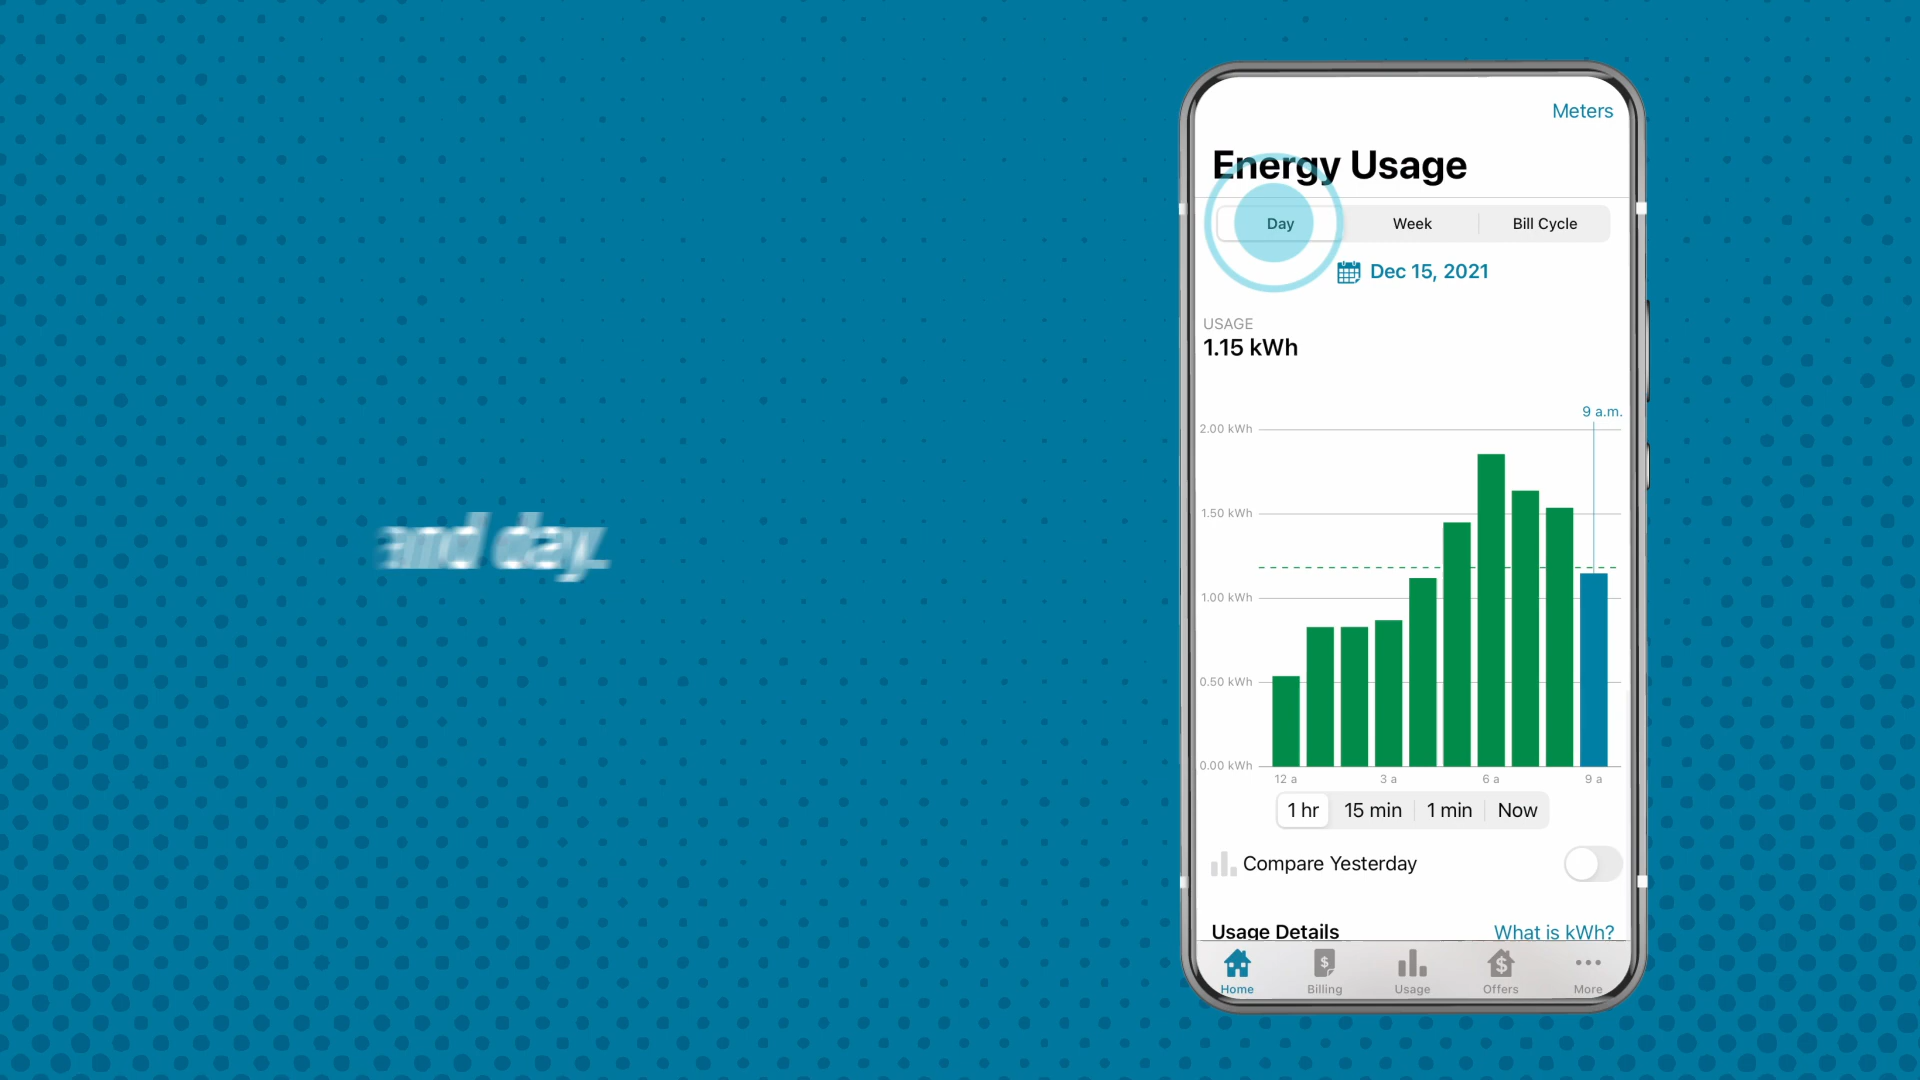 and day.
Meters
Energy Usage
Day Week Bill Cycle
Dec 15, 2021
USAGE
1.15 kWh
9 a.m.
2.00 kWh
1.50 kWh
1.00 kWh
0.50 kWh
0.00 kWh
12 a 3 a 6 a 9 a
1 hr 15 min 1 min Now
Compare Yesterday
Usage Details What is kWh?
Home Billing Usage Offers More